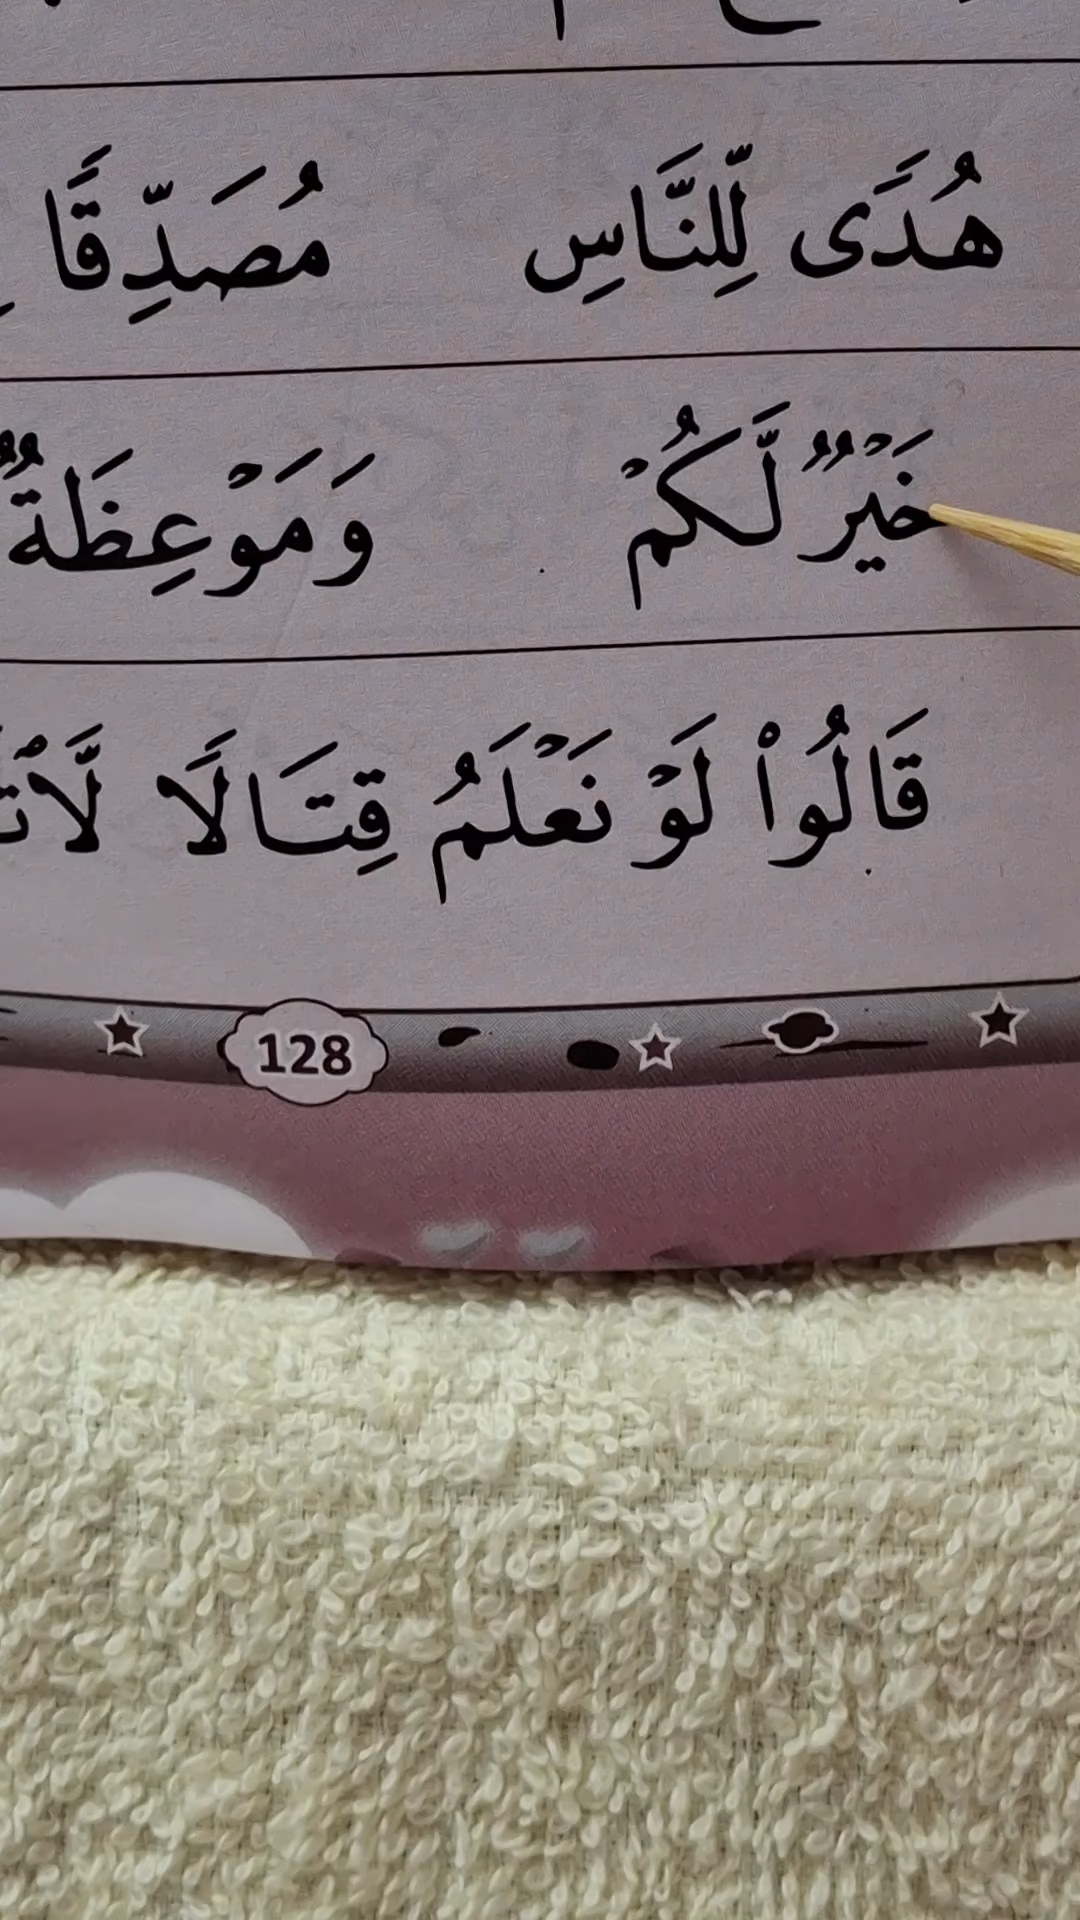 هُدًى لِّلنَّاسِ مُصَدِّقًا
خَيْرٌ لَّكُمْ وَمَوْعِظَةٌ
قَالُوا۟ لَوْ نَعْلَمُ قِتَالًا
128